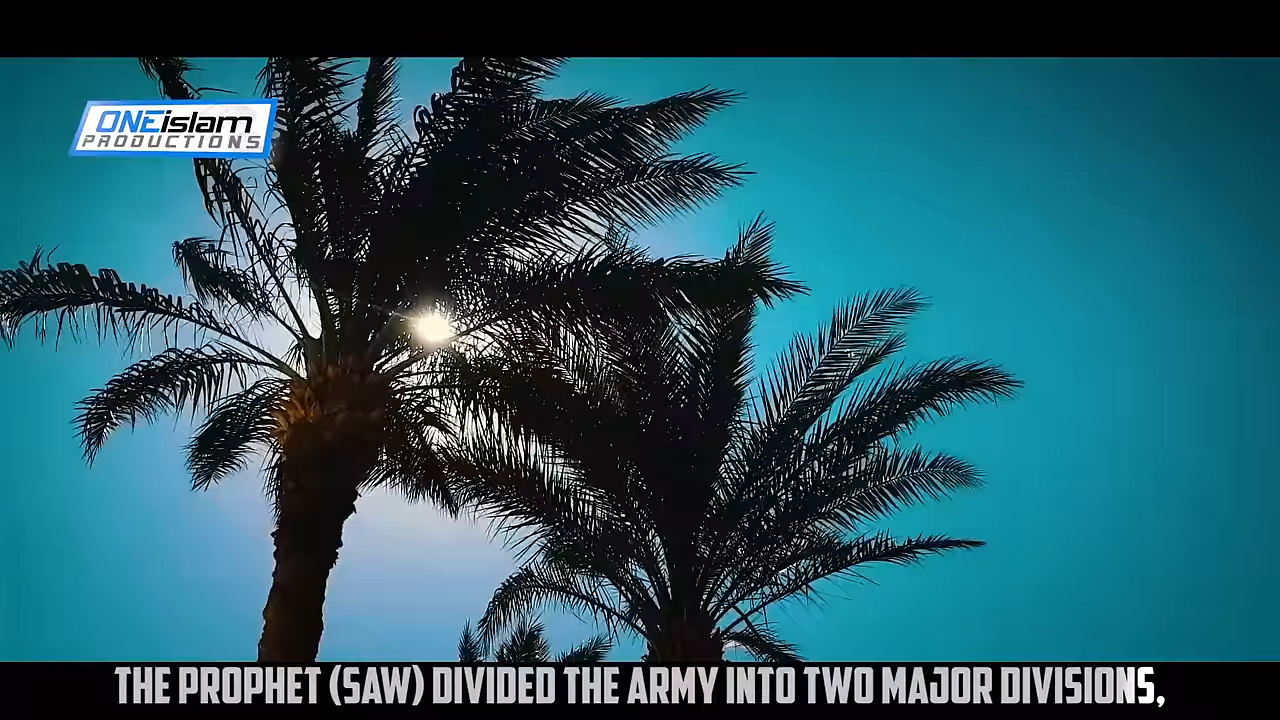 ONEislam
PRODUCTIONS
THE PROPHET (SAW) DIVIDED THE ARMY INTO TWO MAJOR DIVISIONS,